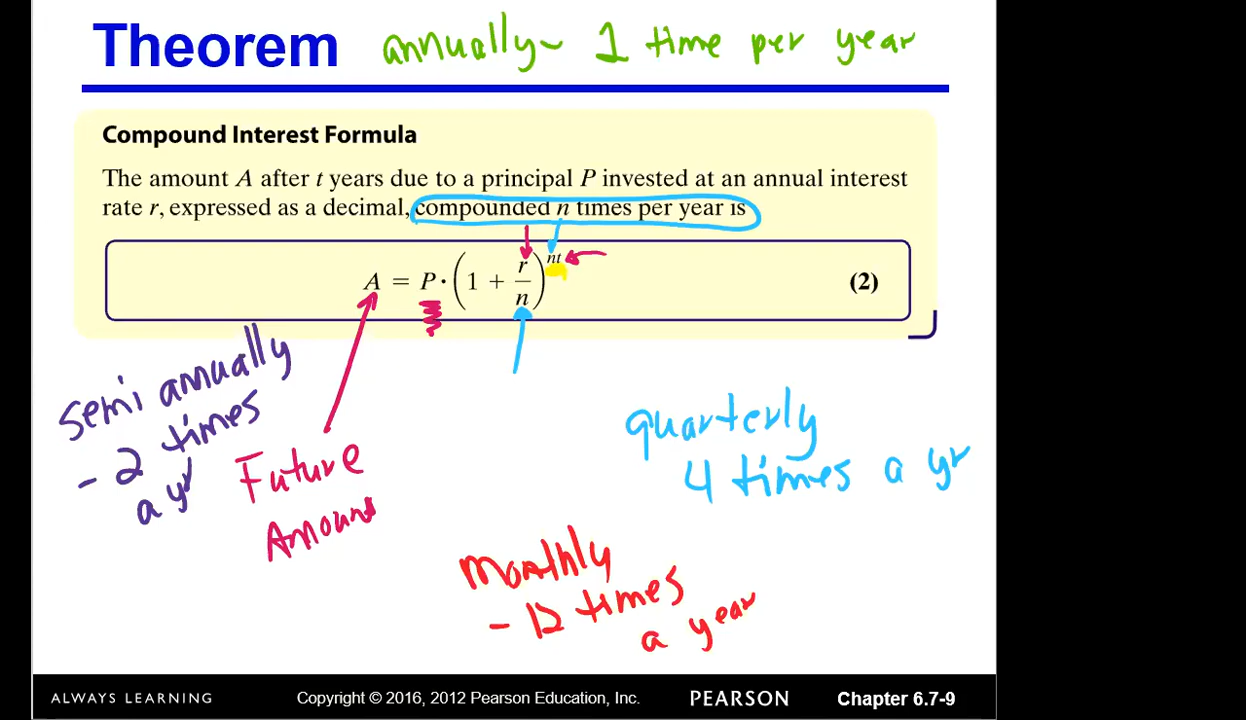 Theorem annually- 1 time per year
Compound Interest Formula
The amount A after t years due to a principal P invested at an annual interest
rate r, expressed as a decimal, compounded n times per year is
A = P · (1 + r/n)^nt (2)
semi annually
- 2 times
a yr
Future
Amount
quarterly
4 times a yr
monthly
- 12 times
a year
ALWAYS LEARNING Copyright © 2016, 2012 Pearson Education, Inc. PEARSON Chapter 6.7-9